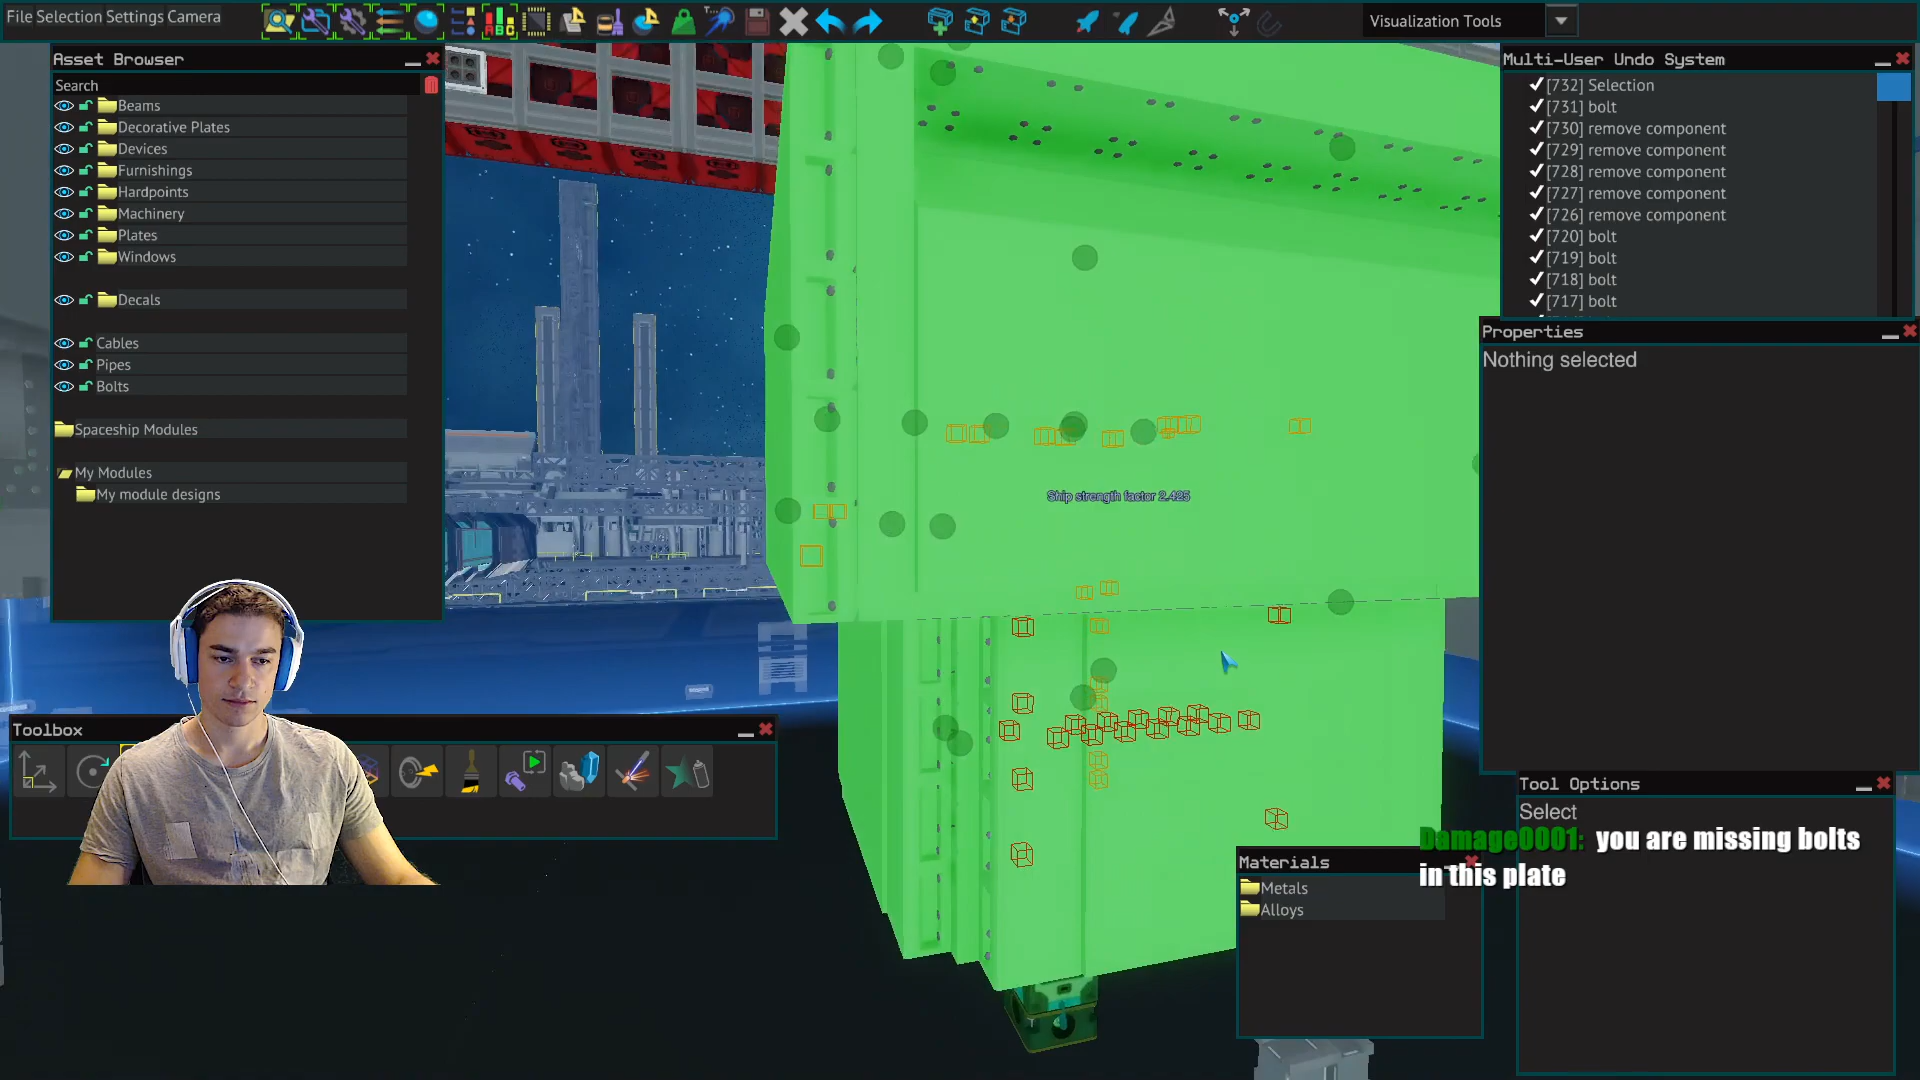 File Selection Settings Camera
Visualization Tools
Asset Browser
Search
Beams
Decorative Plates
Devices
Furnishings
Hardpoints
Machinery
Plates
Windows
Decals
Cables
Pipes
Bolts
Spaceship Modules
My Modules
My module designs
Multi-User Undo System
[732] Selection
[731] bolt
[730] remove component
[729] remove component
[728] remove component
[727] remove component
[726] remove component
[720] bolt
[719] bolt
[718] bolt
[717] bolt
Properties
Nothing selected
Ship strength factor 2.425
Toolbox
Tool Options
Select
Damage0001: you are missing bolts
in this plate
Materials
Metals
Alloys
ABC